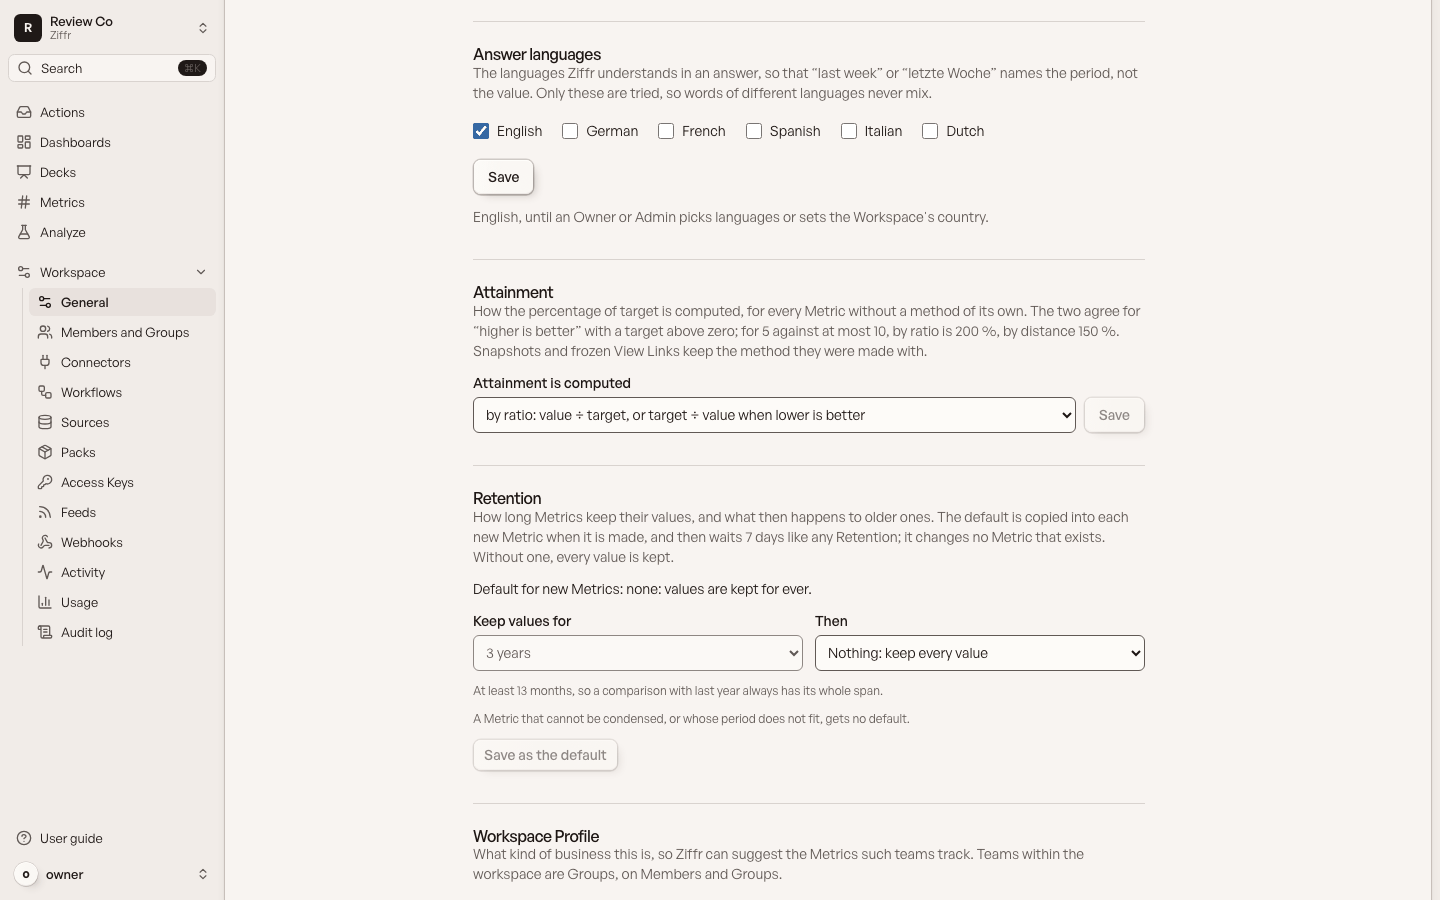 R
Review Co
Ziffr
Search
⌘K
Actions
Dashboards
Decks
Metrics
Analyze
Workspace
General
Members and Groups
Connectors
Workflows
Sources
Packs
Access Keys
Feeds
Webhooks
Activity
Usage
Audit log
User guide
o
owner
Answer languages
The languages Ziffr understands in an answer, so that “last week” or “letzte Woche” names the period, not
the value. Only these are tried, so words of different languages never mix.
English German French Spanish Italian Dutch
Save
English, until an Owner or Admin picks languages or sets the Workspace's country.
Attainment
How the percentage of target is computed, for every Metric without a method of its own. The two agree for
“higher is better” with a target above zero; for 5 against at most 10, by ratio is 200 %, by distance 150 %.
Snapshots and frozen View Links keep the method they were made with.
Attainment is computed
by ratio: value ÷ target, or target ÷ value when lower is better
Save
Retention
How long Metrics keep their values, and what then happens to older ones. The default is copied into each
new Metric when it is made, and then waits 7 days like any Retention; it changes no Metric that exists.
Without one, every value is kept.
Default for new Metrics: none: values are kept for ever.
Keep values for Then
3 years Nothing: keep every value
At least 13 months, so a comparison with last year always has its whole span.
A Metric that cannot be condensed, or whose period does not fit, gets no default.
Save as the default
Workspace Profile
What kind of business this is, so Ziffr can suggest the Metrics such teams track. Teams within the
workspace are Groups, on Members and Groups.